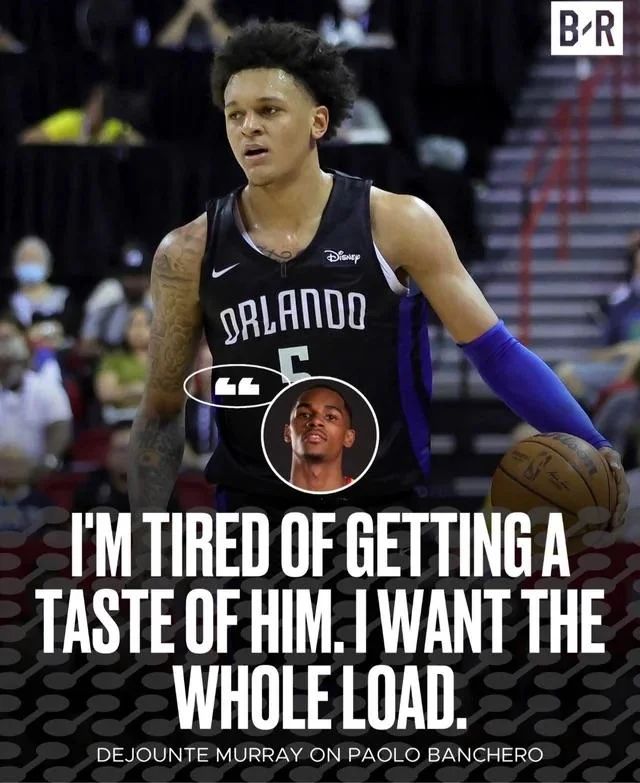 B·R
Disney
ORLANDO
5
“
I'M TIRED OF GETTING A
TASTE OF HIM. I WANT THE
WHOLE LOAD.
DEJOUNTE MURRAY ON PAOLO BANCHERO